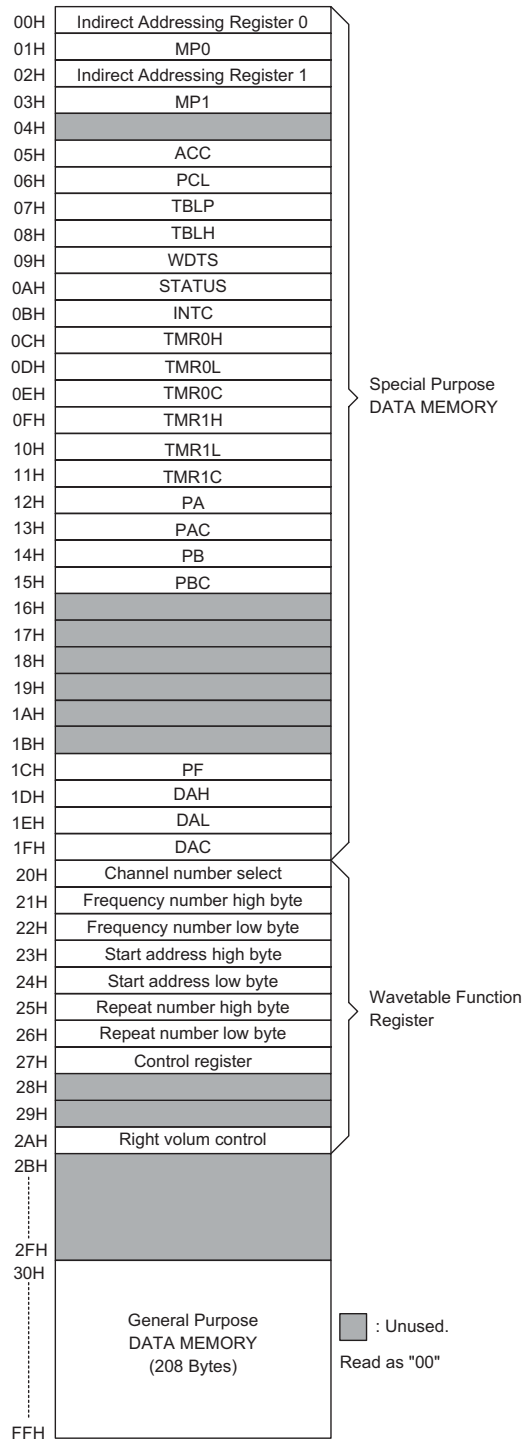 00H Indirect Addressing Register 0
01H MP0
02H Indirect Addressing Register 1
03H MP1
04H
05H ACC
06H PCL
07H TBLP
08H TBLH
09H WDTS
0AH STATUS
0BH INTC
0CH TMR0H
0DH TMR0L
0EH TMR0C
0FH TMR1H
10H TMR1L
11H TMR1C
12H PA
13H PAC
14H PB
15H PBC
16H
17H
18H
19H
1AH
1BH
1CH PF
1DH DAH
1EH DAL
1FH DAC
Special Purpose
DATA MEMORY
20H Channel number select
21H Frequency number high byte
22H Frequency number low byte
23H Start address high byte
24H Start address low byte
25H Repeat number high byte
26H Repeat number low byte
27H Control register
28H
29H
2AH Right volum control
Wavetable Function
Register
2BH
2FH
30H
General Purpose
DATA MEMORY
(208 Bytes)
FFH
: Unused.
Read as "00"